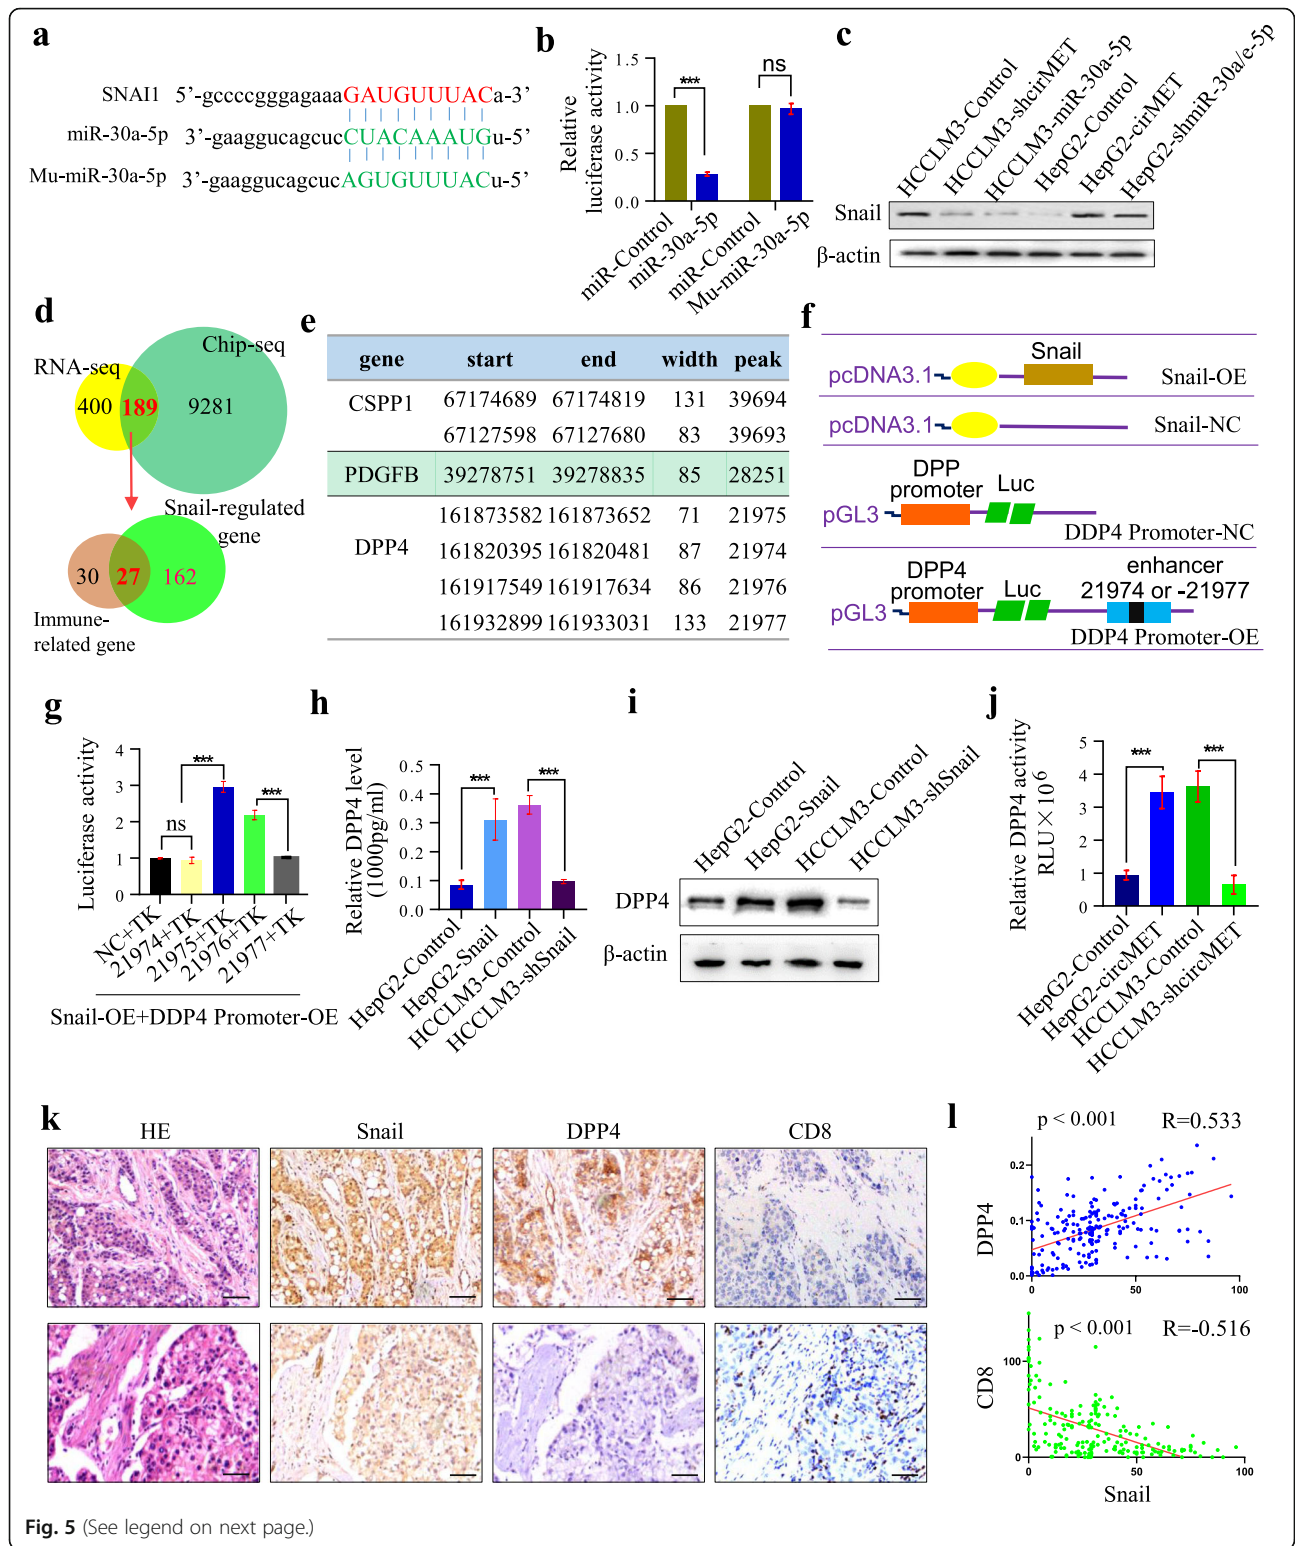 a
SNAI1 5’-gccccgggagaaaGAUGUUUACa-3’
miR-30a-5p 3’-gaaggucagcucCUACAAAUGu-5’
Mu-miR-30a-5p 3’-gaaggucagcucAGUGUUUACu-5’
b
Relative
luciferase activity
1.5
1.0
0.5
0.0
***
ns
miR-Control
miR-30a-5p
miR-Control
Mu-miR-30a-5p
c
HCCLM3-Control
HCCLM3-shcirMET
HCCLM3-miR-30a-5p
HepG2-Control
HepG2-cirMET
HepG2-shmiR-30a/e-5p
Snail
β-actin
d
RNA-seq
Chip-seq
400 189 9281
Snail-regulated
gene
30 27 162
Immune-
related gene
e
gene start end width peak
CSPP1 67174689 67174819 131 39694
67127598 67127680 83 39693
PDGFB 39278751 39278835 85 28251
DPP4 161873582 161873652 71 21975
161820395 161820481 87 21974
161917549 161917634 86 21976
161932899 161933031 133 21977
f
Snail
pcDNA3.1 Snail-OE
pcDNA3.1 Snail-NC
DPP
promoter Luc
pGL3
DDP4 Promoter-NC
DPP4
promoter Luc enhancer
21974 or -21977
pGL3
DDP4 Promoter-OE
g
Luciferase activity
4
3
2
1
0
ns
***
***
NC+TK
21974+TK
21975+TK
21976+TK
21977+TK
Snail-OE+DDP4 Promoter-OE
h
Relative DPP4 level
(1000pg/ml)
0.5
0.4
0.3
0.2
0.1
0.0
***
***
HepG2-Control
HepG2-Snail
HCCLM3-Control
HCCLM3-shSnail
i
HepG2-Control
HepG2-Snail
HCCLM3-Control
HCCLM3-shSnail
DPP4
β-actin
j
Relative DPP4 activity
RLU×10⁶
5
4
3
2
1
0
***
***
HepG2-Control
HepG2-circMET
HCCLM3-Control
HCCLM3-shcircMET
k
HE Snail DPP4 CD8
l
p < 0.001 R=0.533
DPP4
0.2
0.1
0.0
0 50 100
p < 0.001 R=-0.516
CD8
100
0
0 50 100
Snail
Fig. 5 (See legend on next page.)